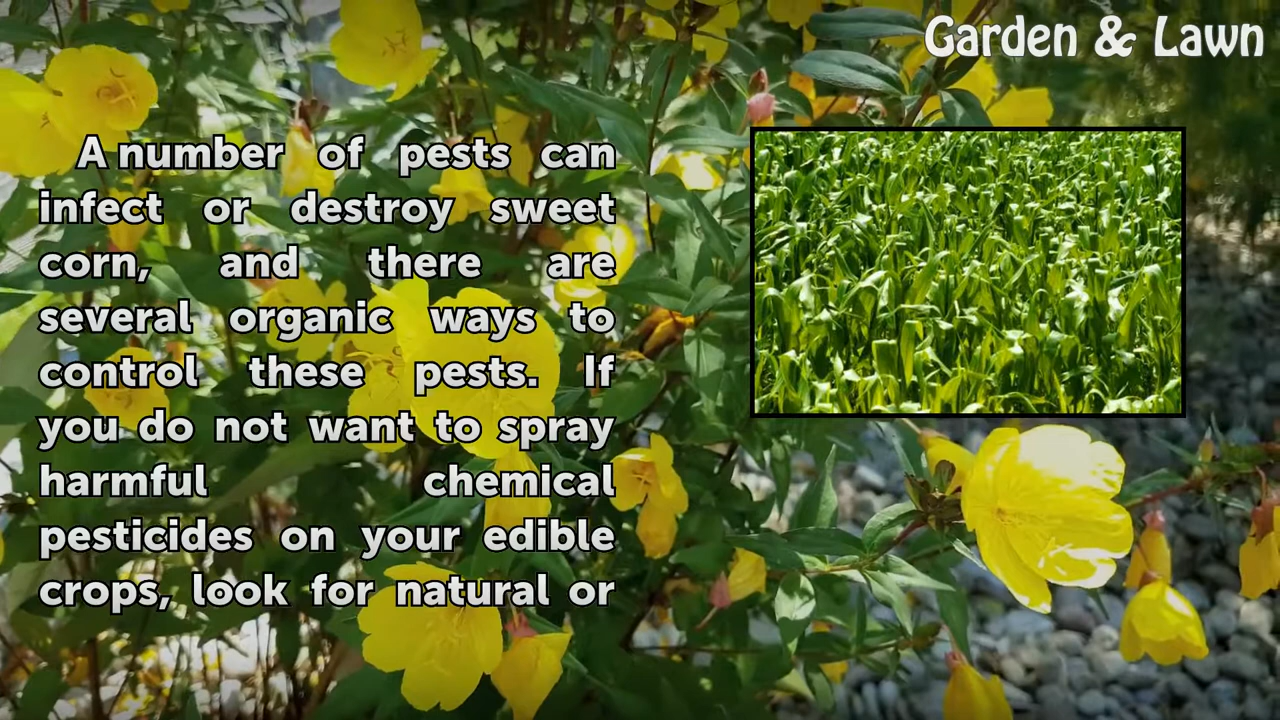 Garden & Lawn
A number of pests can
infect or destroy sweet
corn, and there are
several organic ways to
control these pests. If
you do not want to spray
harmful chemical
pesticides on your edible
crops, look for natural or